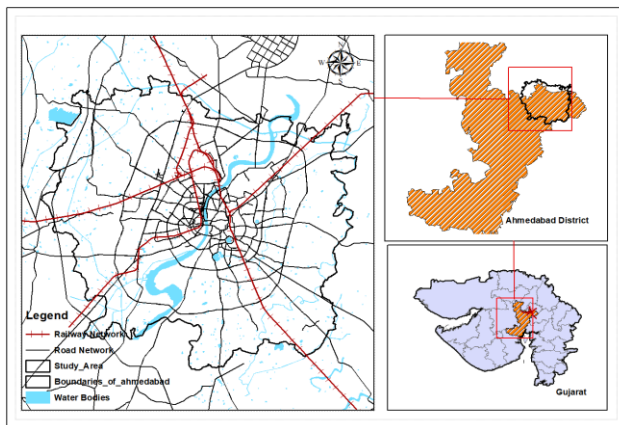 N
W
E
S
Legend
Railway Network
Road Network
Study_Area
Boundaries_of_ahmedabad
Water Bodies
Ahmedabad District
Gujarat